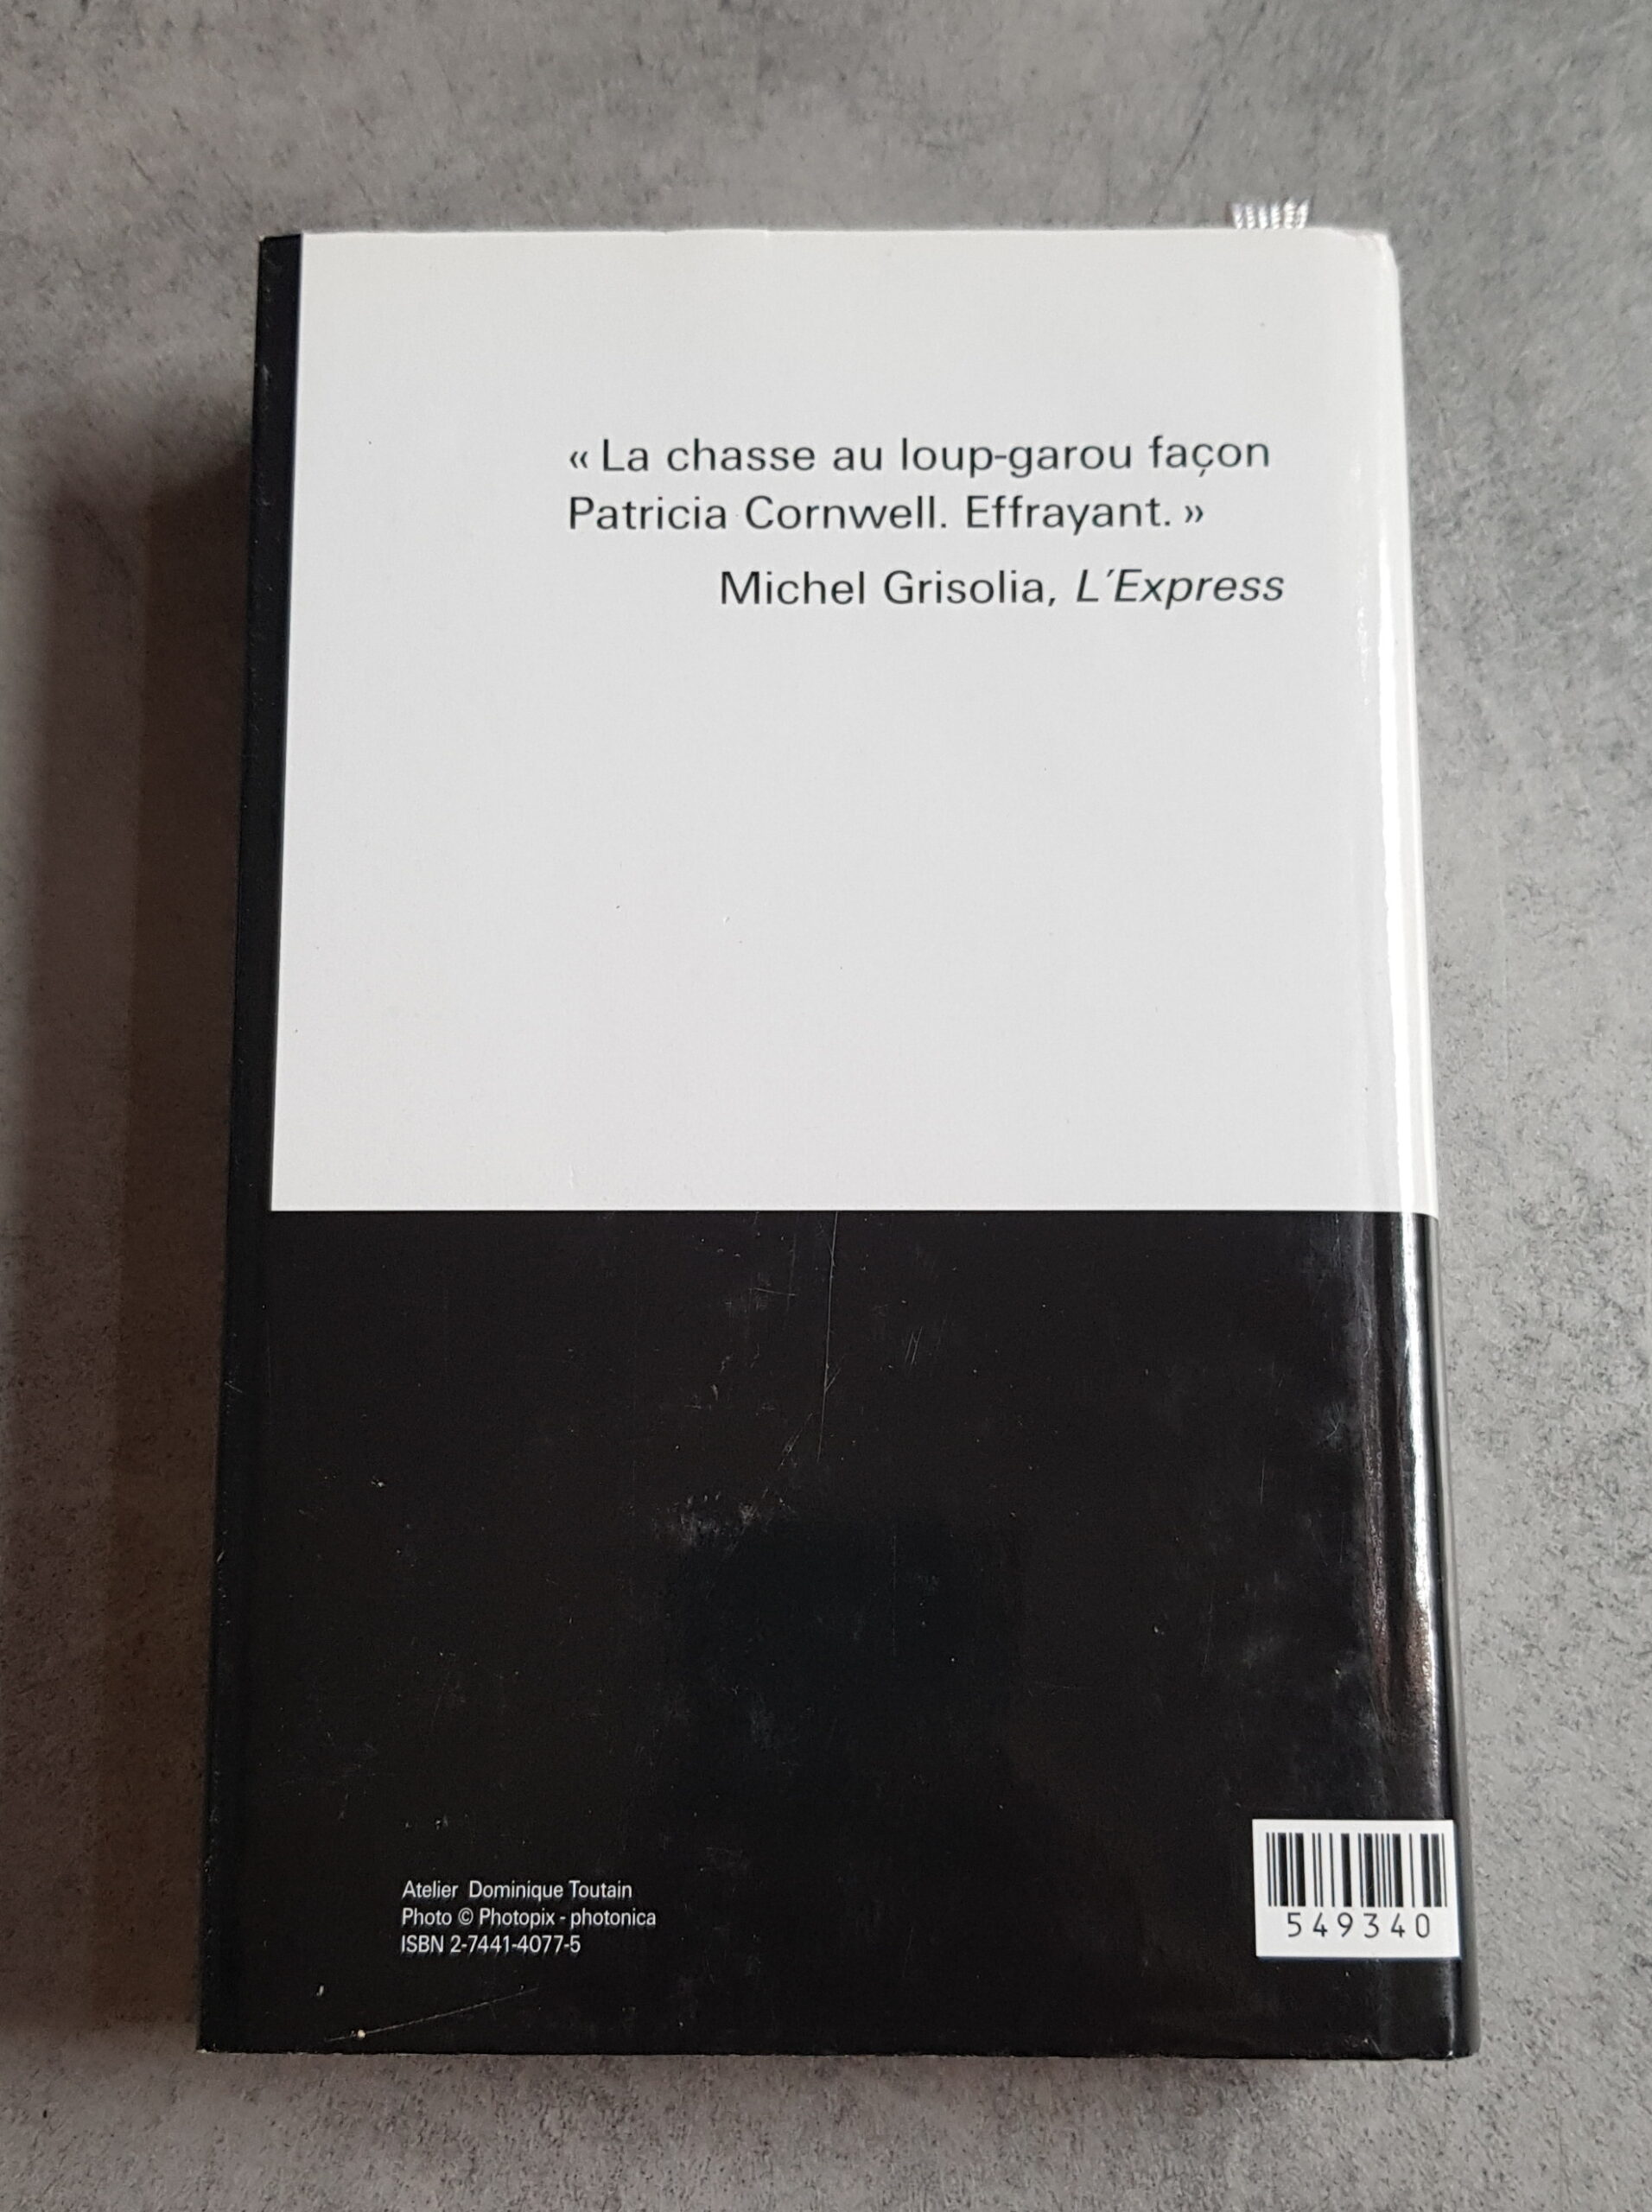 « La chasse au loup-garou façon
Patricia Cornwell. Effrayant. »
Michel Grisolia, L´Express
Atelier Dominique Toutain
Photo © Photopix - photonica
ISBN 2-7441-4077-5
549340